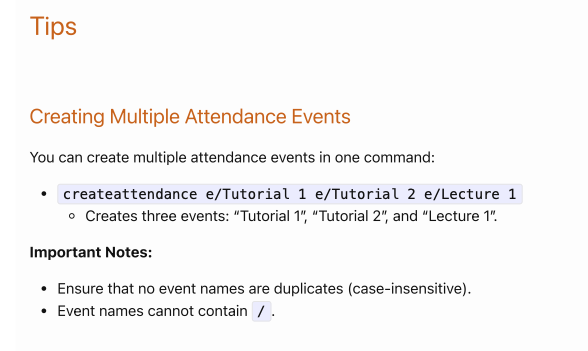 Tips
Creating Multiple Attendance Events
You can create multiple attendance events in one command:
• createattendance e/Tutorial 1 e/Tutorial 2 e/Lecture 1
◦ Creates three events: “Tutorial 1”, “Tutorial 2”, and “Lecture 1”.
Important Notes:
• Ensure that no event names are duplicates (case-insensitive).
• Event names cannot contain /.